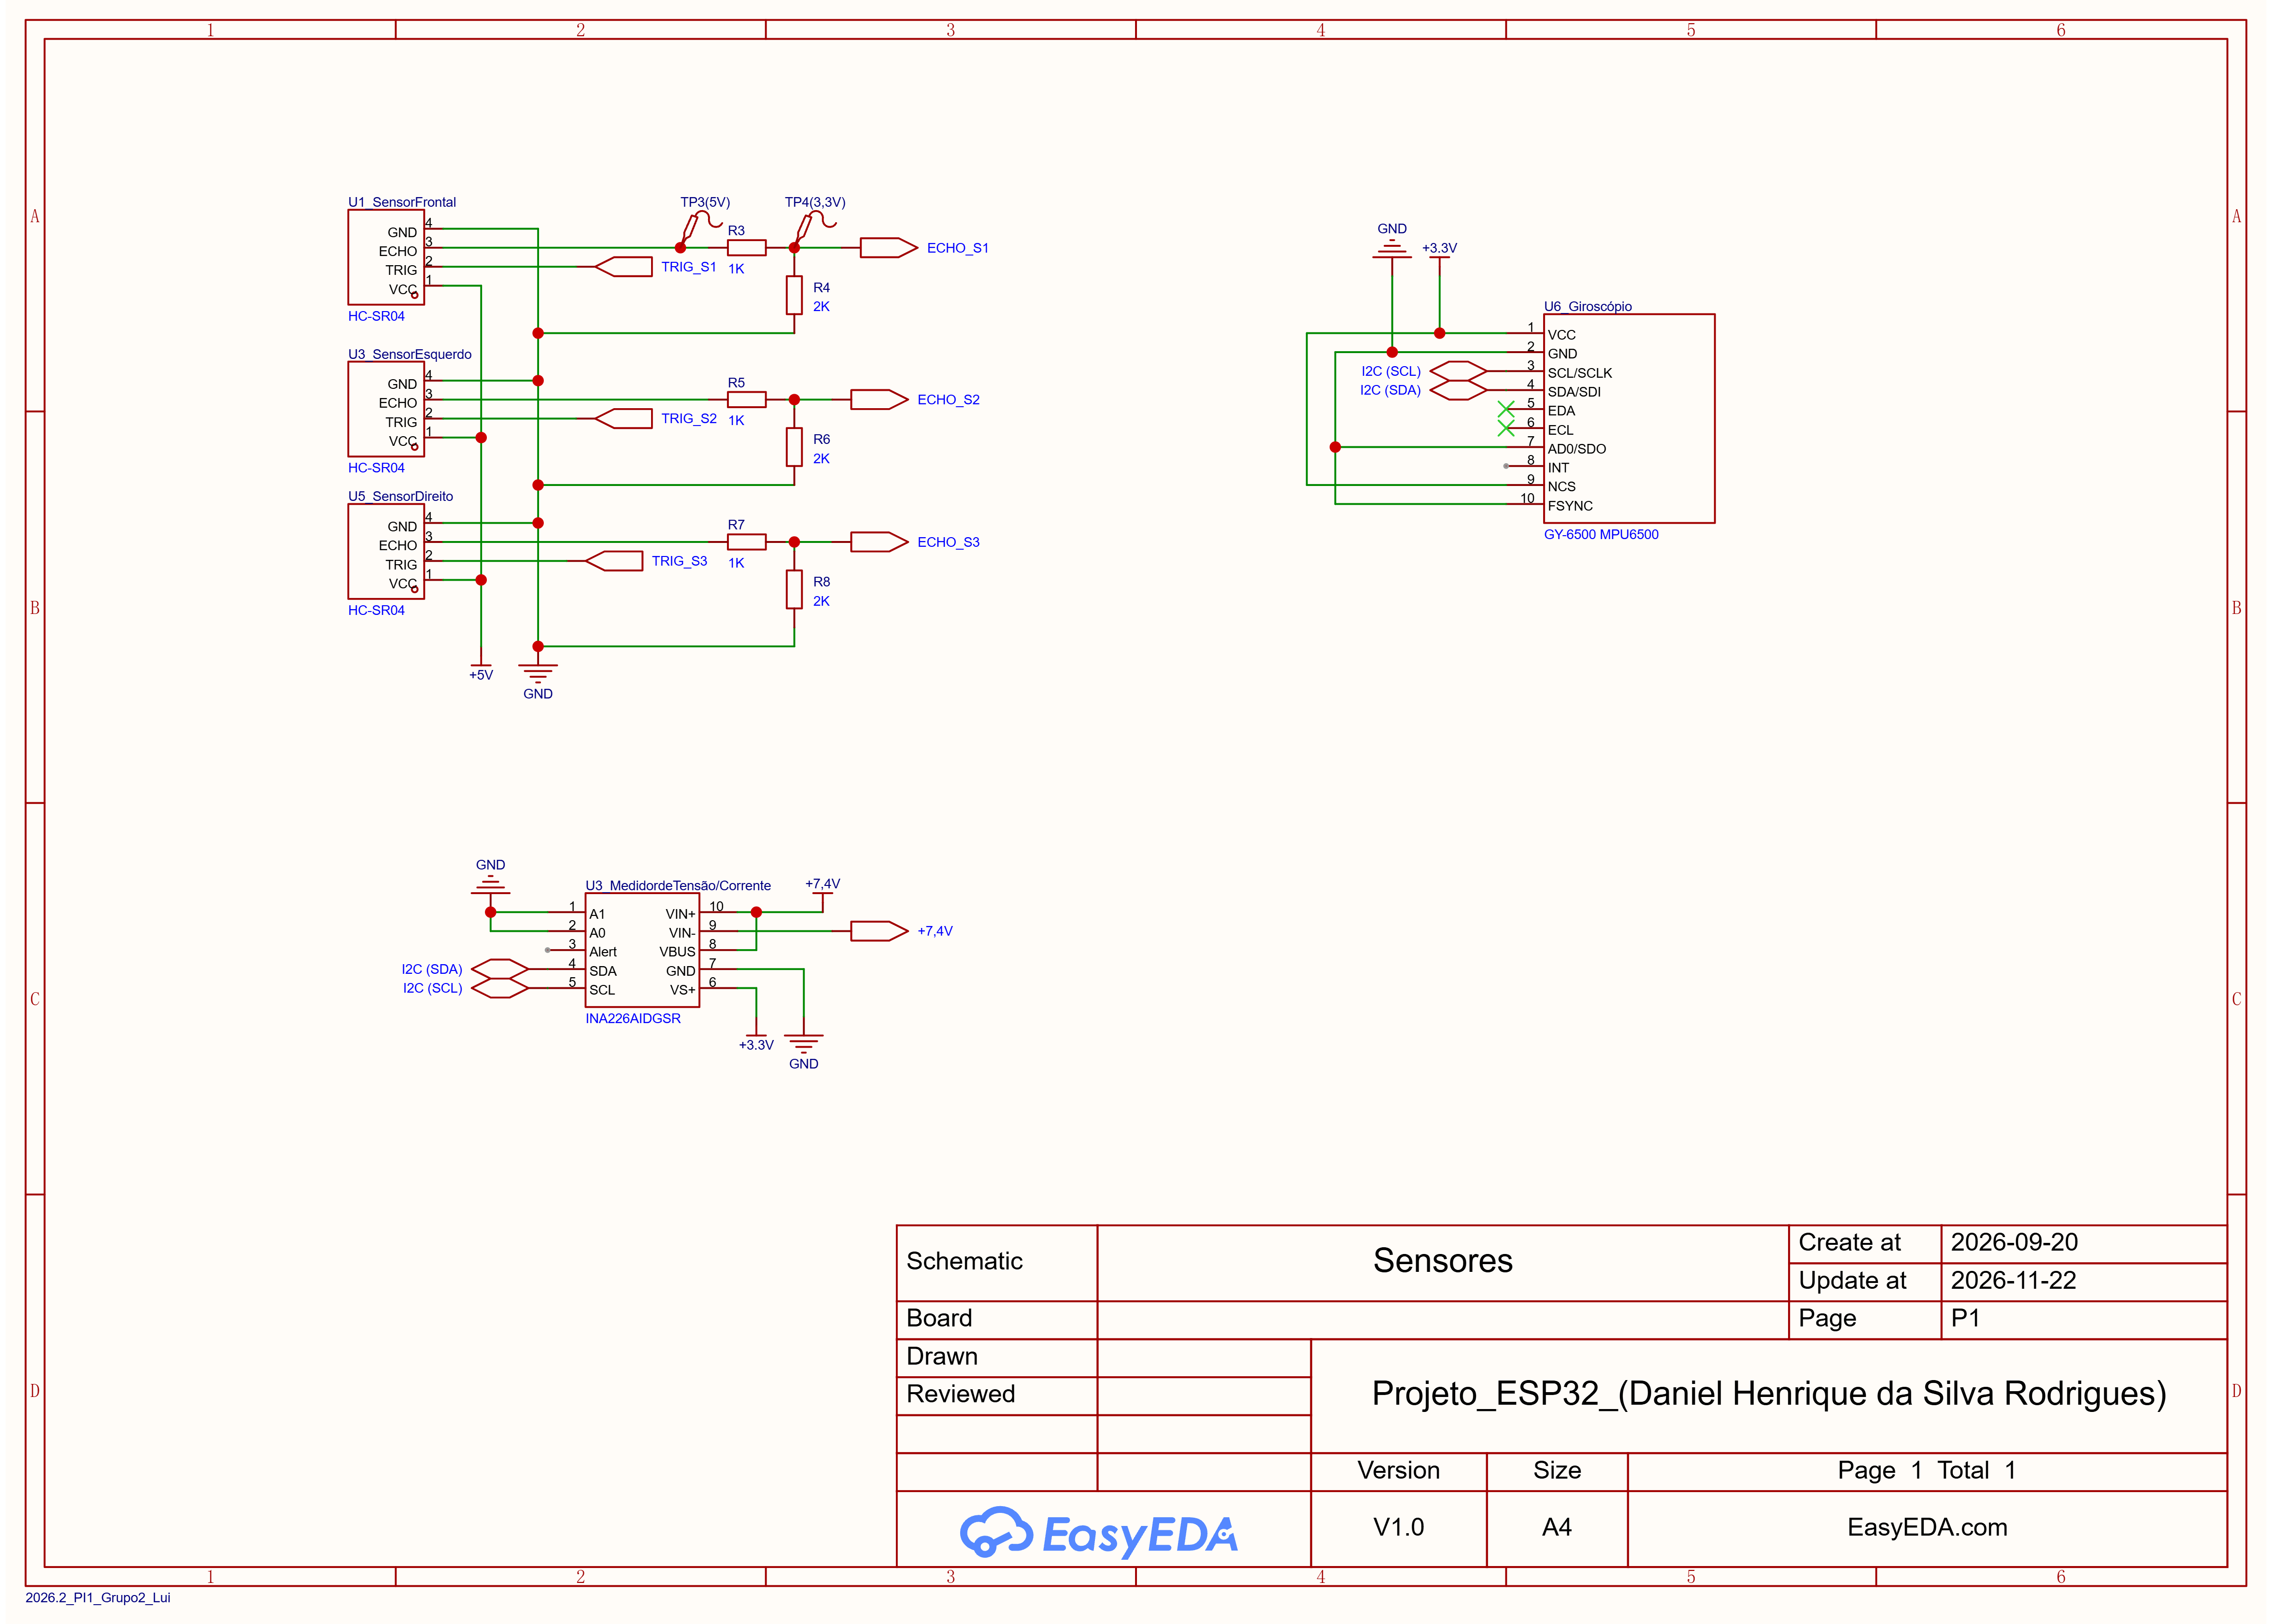 1 2 3 4 5 6
A
B
C
D
A
B
C
D
U1_SensorFrontal
GND 4
ECHO 3
TRIG 2
VCC 1
HC-SR04
TP3(5V)
TP4(3,3V)
R3
1K
ECHO_S1
TRIG_S1
R4
2K
U3_SensorEsquerdo
GND 4
ECHO 3
TRIG 2
VCC 1
HC-SR04
R5
1K
ECHO_S2
TRIG_S2
R6
2K
U5_SensorDireito
GND 4
ECHO 3
TRIG 2
VCC 1
HC-SR04
R7
1K
ECHO_S3
TRIG_S3
R8
2K
+5V
GND
GND
+3.3V
U6_Giroscópio
1 VCC
2 GND
I2C (SCL) 3 SCL/SCLK
I2C (SDA) 4 SDA/SDI
5 EDA
6 ECL
7 AD0/SDO
8 INT
9 NCS
10 FSYNC
GY-6500 MPU6500
GND
U3_MedidordeTensão/Corrente
+7,4V
1 A1 VIN+ 10
2 A0 VIN- 9 +7,4V
3 Alert VBUS 8
I2C (SDA) 4 SDA GND 7
I2C (SCL) 5 SCL VS+ 6
INA226AIDGSR
+3.3V
GND
Schematic Sensores
Create at 2026-09-20
Update at 2026-11-22
Board
Page P1
Drawn
Reviewed
Projeto_ESP32_(Daniel Henrique da Silva Rodrigues)
Version Size Page 1 Total 1
EasyEDA V1.0 A4 EasyEDA.com
1 2 3 4 5 6
2026.2_PI1_Grupo2_Lui